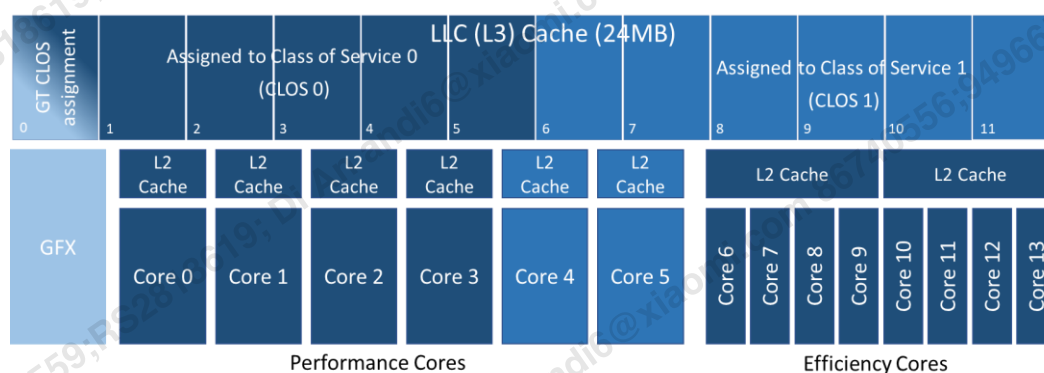 LLC (L3) Cache (24MB)
GT CLOS
assignment
Assigned to Class of Service 0
(CLOS 0)
Assigned to Class of Service 1
(CLOS 1)
0
1
2
3
4
5
6
7
8
9
10
11
GFX
L2
Cache
L2
Cache
L2
Cache
L2
Cache
L2
Cache
L2
Cache
L2 Cache
L2 Cache
Core 0
Core 1
Core 2
Core 3
Core 4
Core 5
Core 6
Core 7
Core 8
Core 9
Core 10
Core 11
Core 12
Core 13
Performance Cores
Efficiency Cores